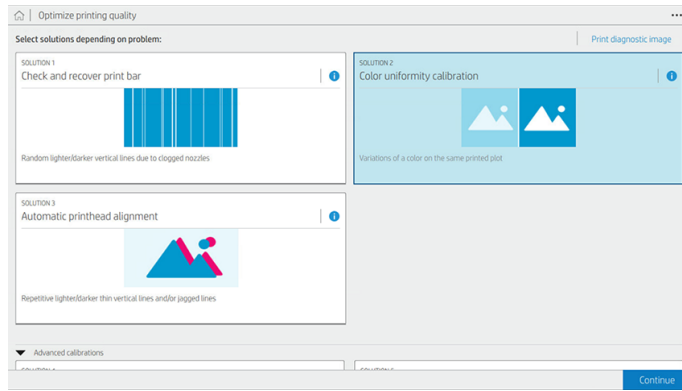 Optimize printing quality
Select solutions depending on problem:
Print diagnostic image
SOLUTION 1
Check and recover print bar
Random lighter/darker vertical lines due to clogged nozzles
SOLUTION 2
Color uniformity calibration
Variations of a color on the same printed plot
SOLUTION 3
Automatic printhead alignment
Repetitive lighter/darker thin vertical lines and/or jagged lines
Advanced calibrations
Continue